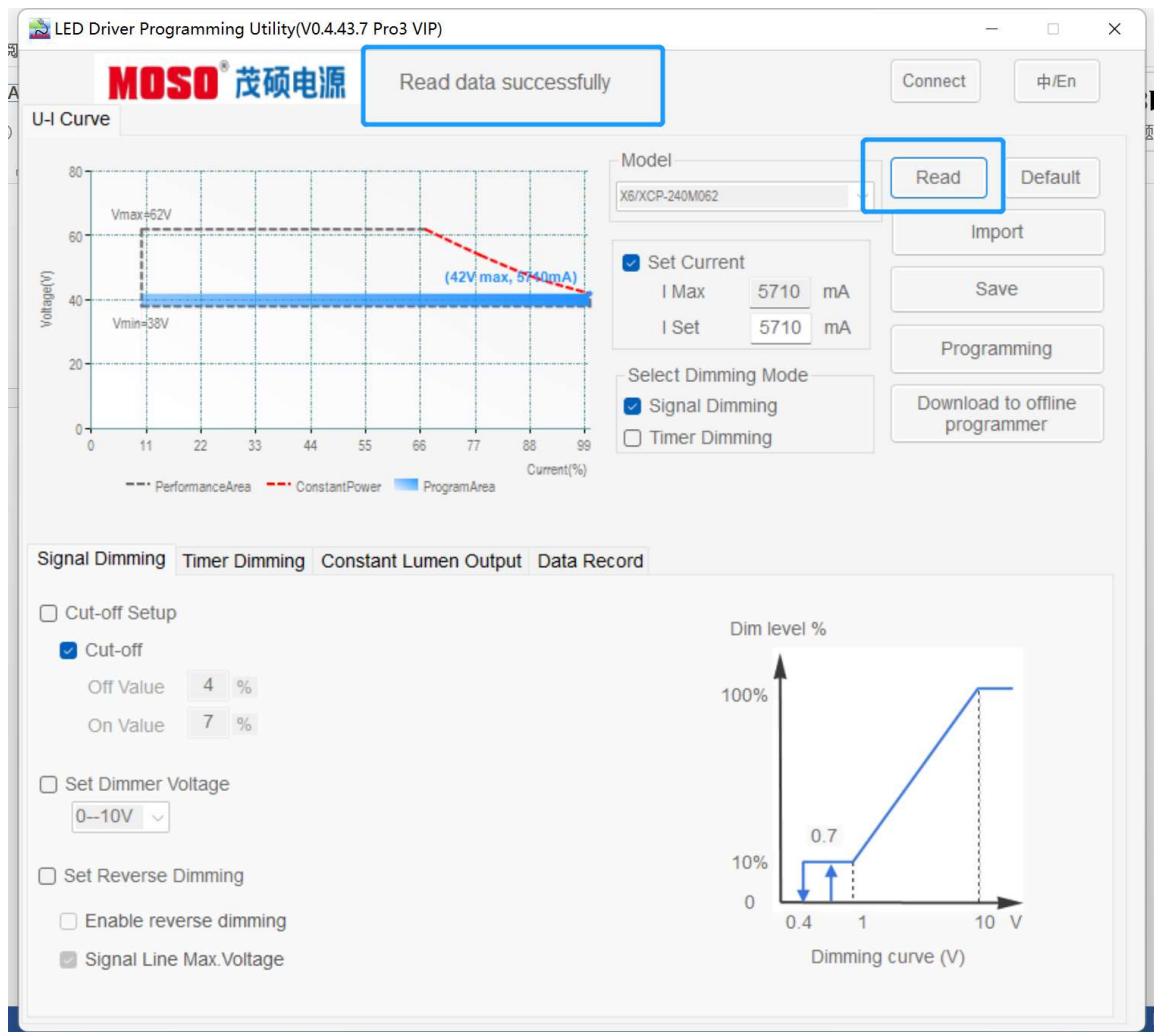 LED Driver Programming Utility(V0.4.43.7 Pro3 VIP)
MOSO® 茂硕电源
Read data successfully
Connect
中/En
U-I Curve
80
60
40
20
0
Voltage(V)
Vmax=62V
(42V max, 5710mA)
Vmin=38V
0 11 22 33 44 55 66 77 88 99
Current(%)
PerformanceArea ConstantPower ProgramArea
Model
X6/XCP-240M062
Read
Default
Import
Set Current
I Max 5710 mA
I Set 5710 mA
Save
Programming
Select Dimming Mode
Signal Dimming
Timer Dimming
Download to offline
programmer
Signal Dimming Timer Dimming Constant Lumen Output Data Record
Cut-off Setup
Cut-off
Off Value 4 %
On Value 7 %
Set Dimmer Voltage
0--10V
Set Reverse Dimming
Enable reverse dimming
Signal Line Max.Voltage
Dim level %
100%
0.7
10%
0
0.4 1 10 V
Dimming curve (V)